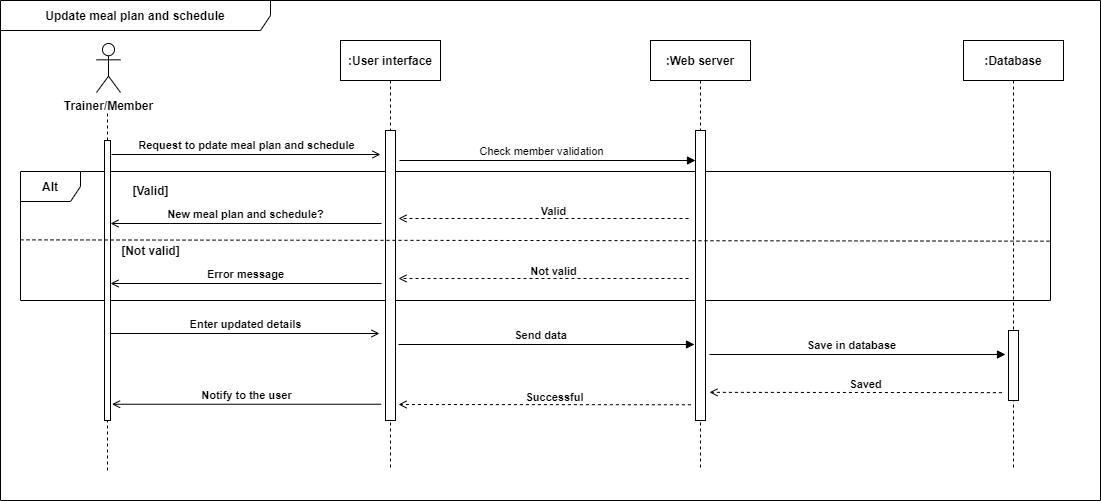 Update meal plan and schedule
:User interface
:Web server
:Database
Trainer/Member
Request to pdate meal plan and schedule
Check member validation
Alt
[Valid]
Valid
New meal plan and schedule?
[Not valid]
Not valid
Error message
Enter updated details
Send data
Save in database
Saved
Notify to the user
Successful